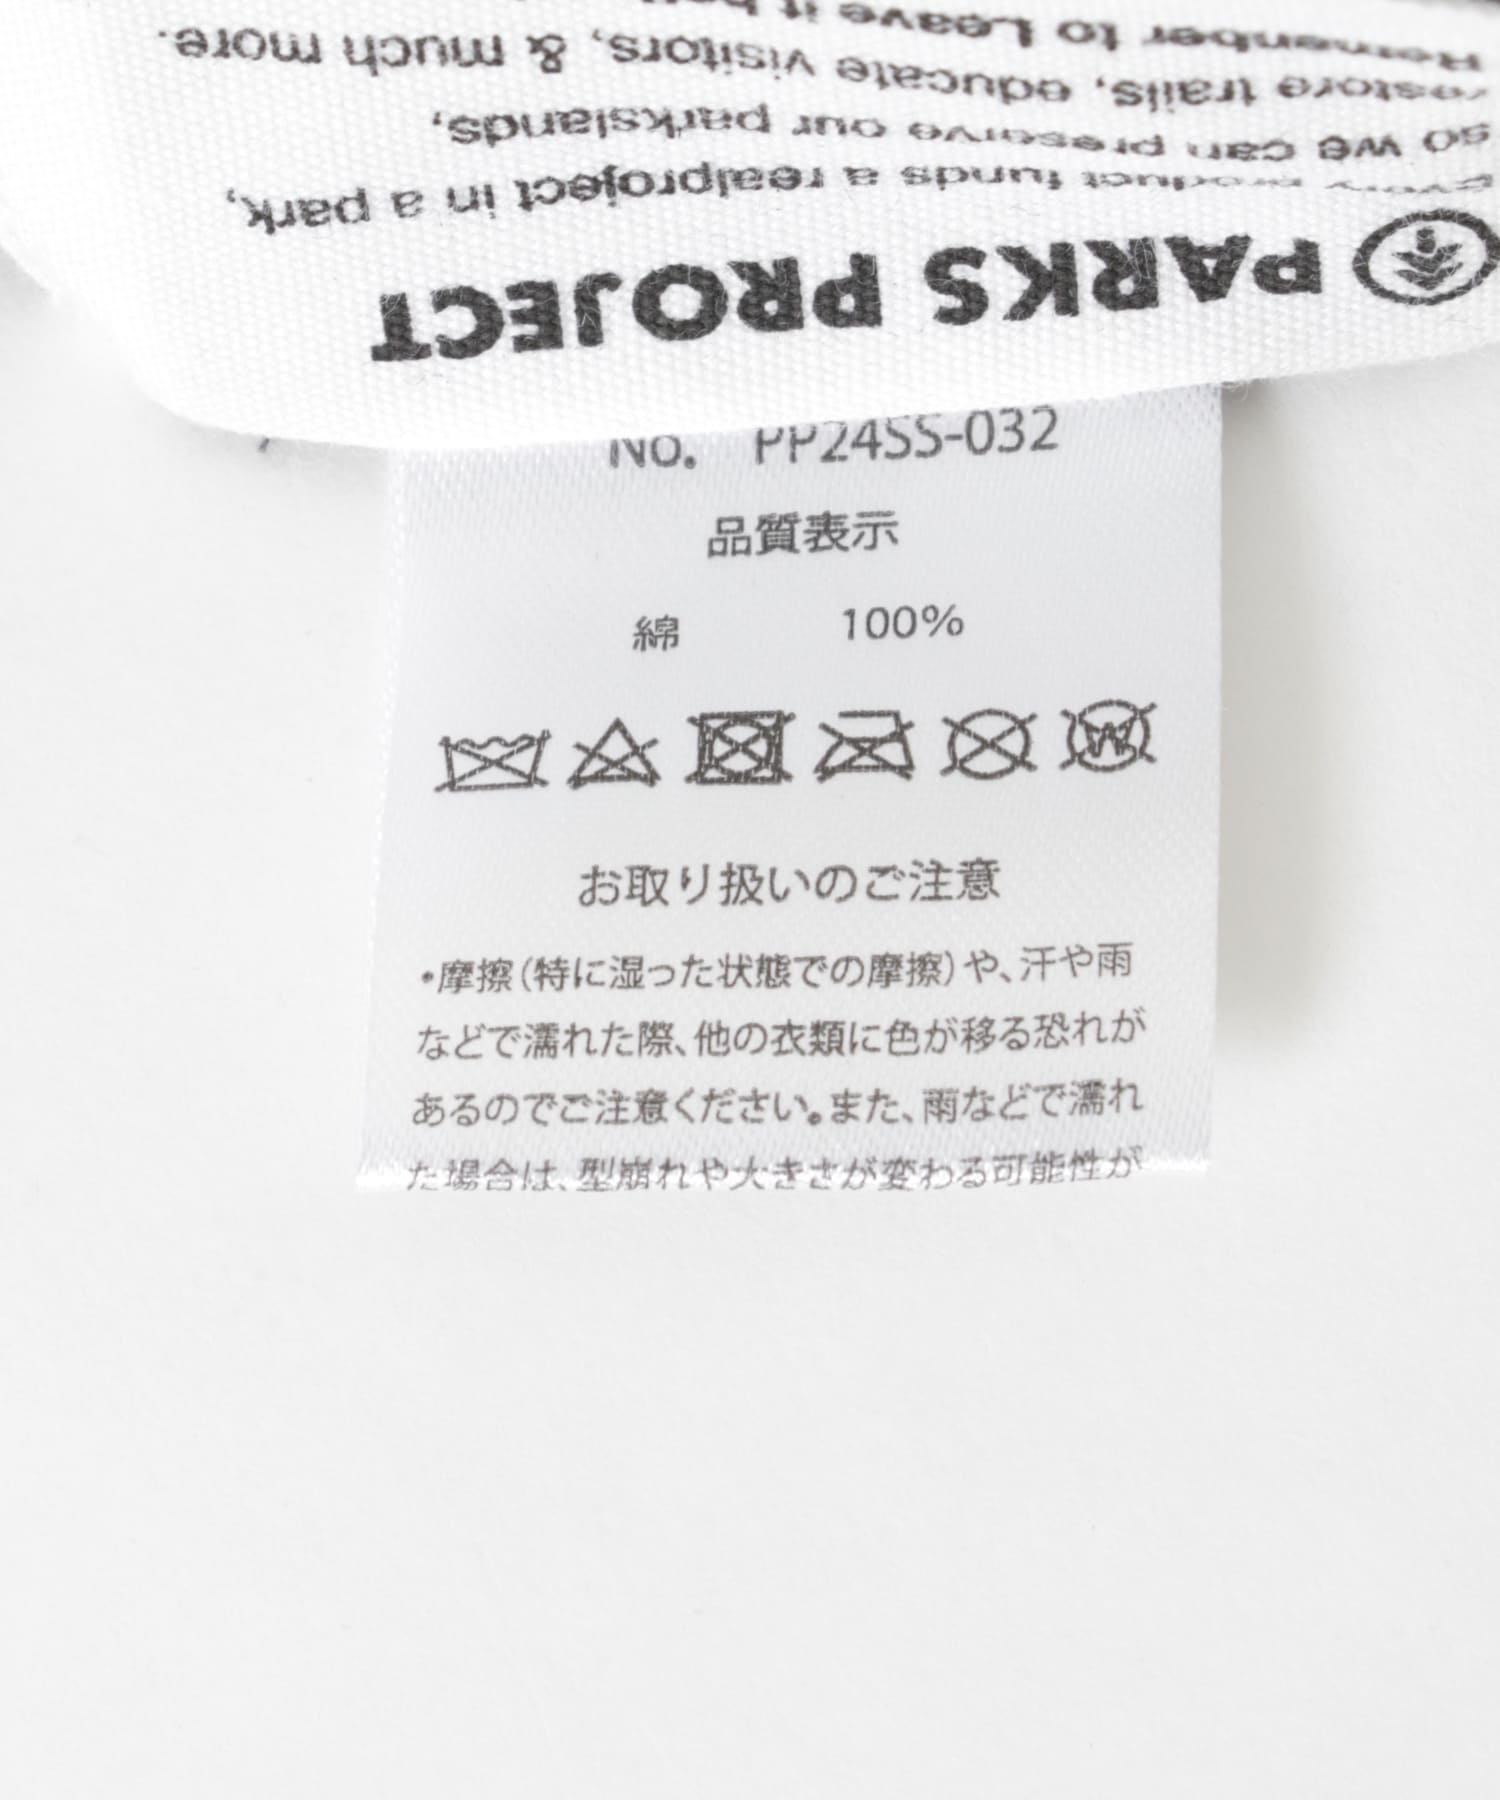 PARKS PROJECT
every product funds a realproject in a park,
so we can preserve our parkslands,
restore trails, educate visitors, & much more.
Remember to Leave it
No. PP24SS-032
品質表示
綿 100%
W
お取り扱いのご注意
・摩擦(特に湿った状態での摩擦)や、汗や雨
などで濡れた際、他の衣類に色が移る恐れが
あるのでご注意ください。また、雨などで濡れ
た場合は、型崩れや大きさが変わる可能性が